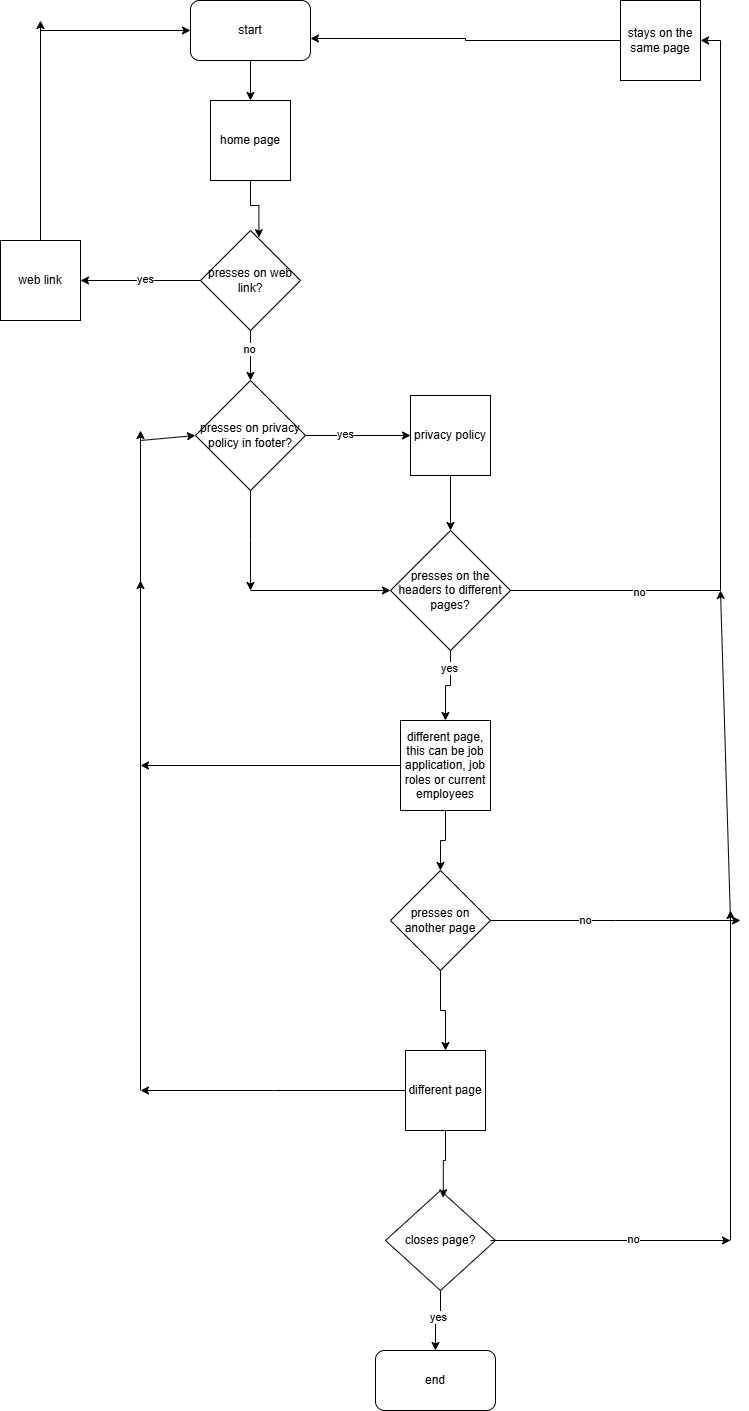 start
stays on the
same page
home page
presses on web
link?
web link
yes
no
presses on privacy
policy in footer?
yes
privacy policy
presses on the
headers to different
pages?
no
yes
different page,
this can be job
application, job
roles or current
employees
presses on
another page
no
different page
closes page?
no
yes
end